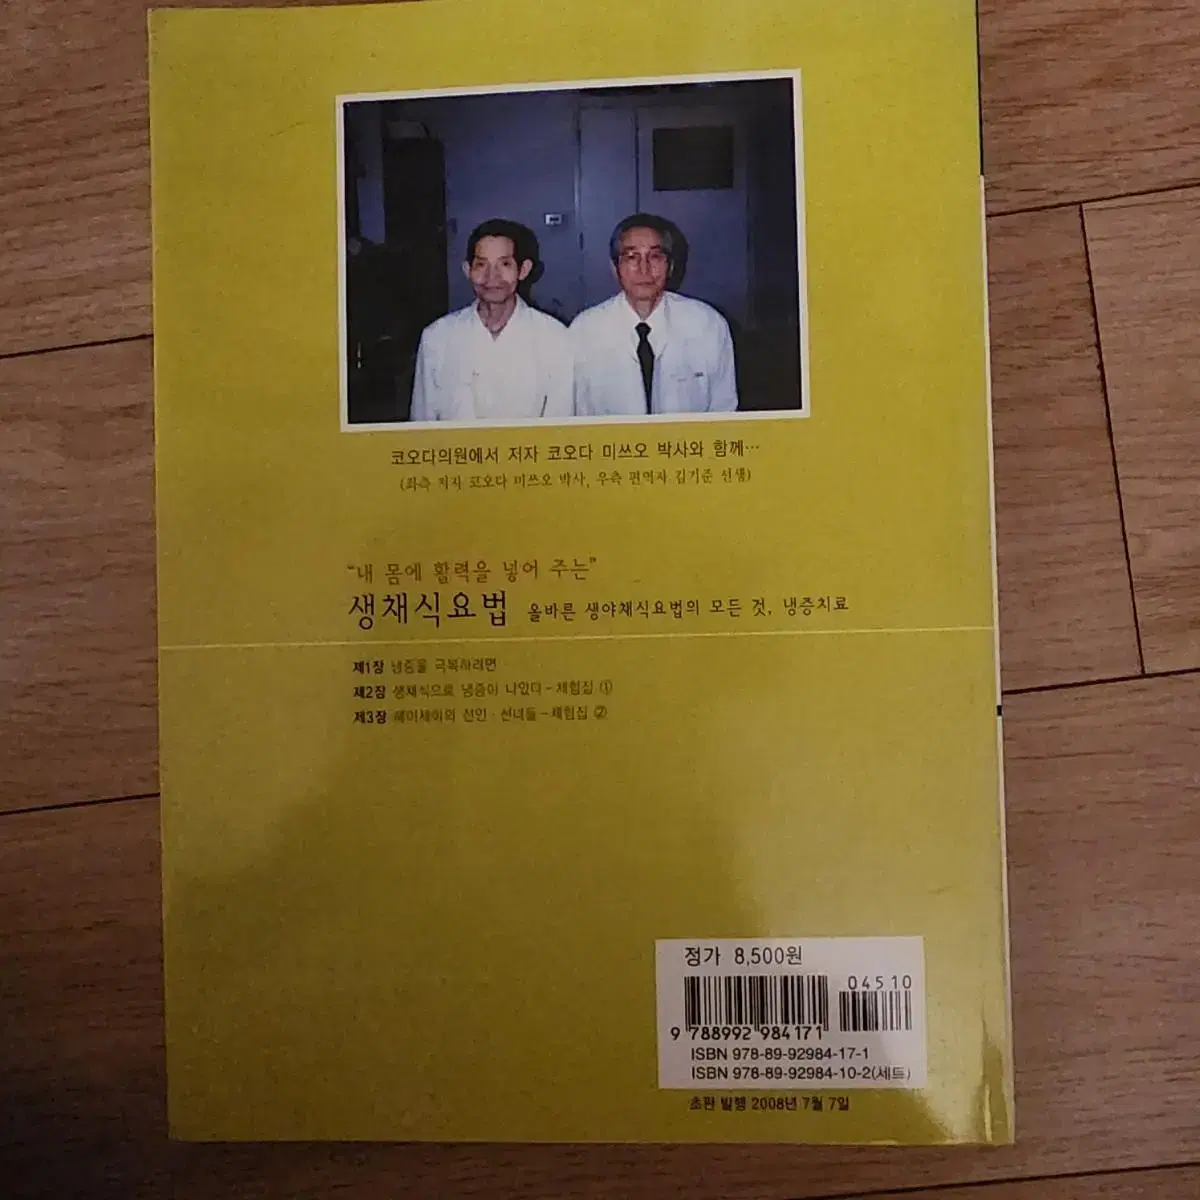 코오다의원에서 저자 코오다 미쓰오 박사와 함께…
(좌측 저자 코오다 미쓰오 박사, 우측 편역자 김기준 선생)
“내 몸에 활력을 넣어 주는”
생채식요법 올바른 생야채식요법의 모든 것, 냉증치료
제1장 냉증을 극복하려면
제2장 생채식으로 냉증이 나았다-체험집 ①
제3장 헤이세이의 선인·선녀들-체험집 ②
정가 8,500원
04510
9 788992 984171
ISBN 978-89-92984-17-1
ISBN 978-89-92984-10-2(세트)
초판 발행 2008년 7월 7일